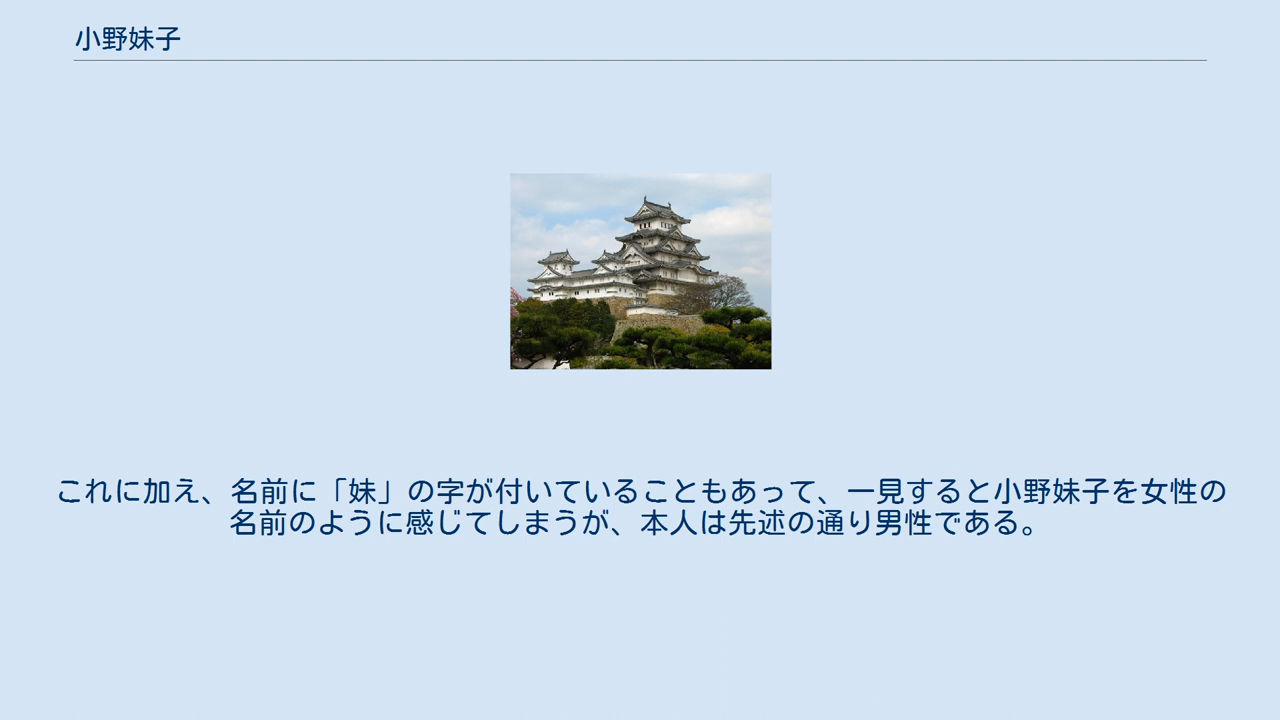 小野妹子
これに加え、名前に「妹」の字が付いていることもあって、一見すると小野妹子を女性の
名前のように感じてしまうが、本人は先述の通り男性である。